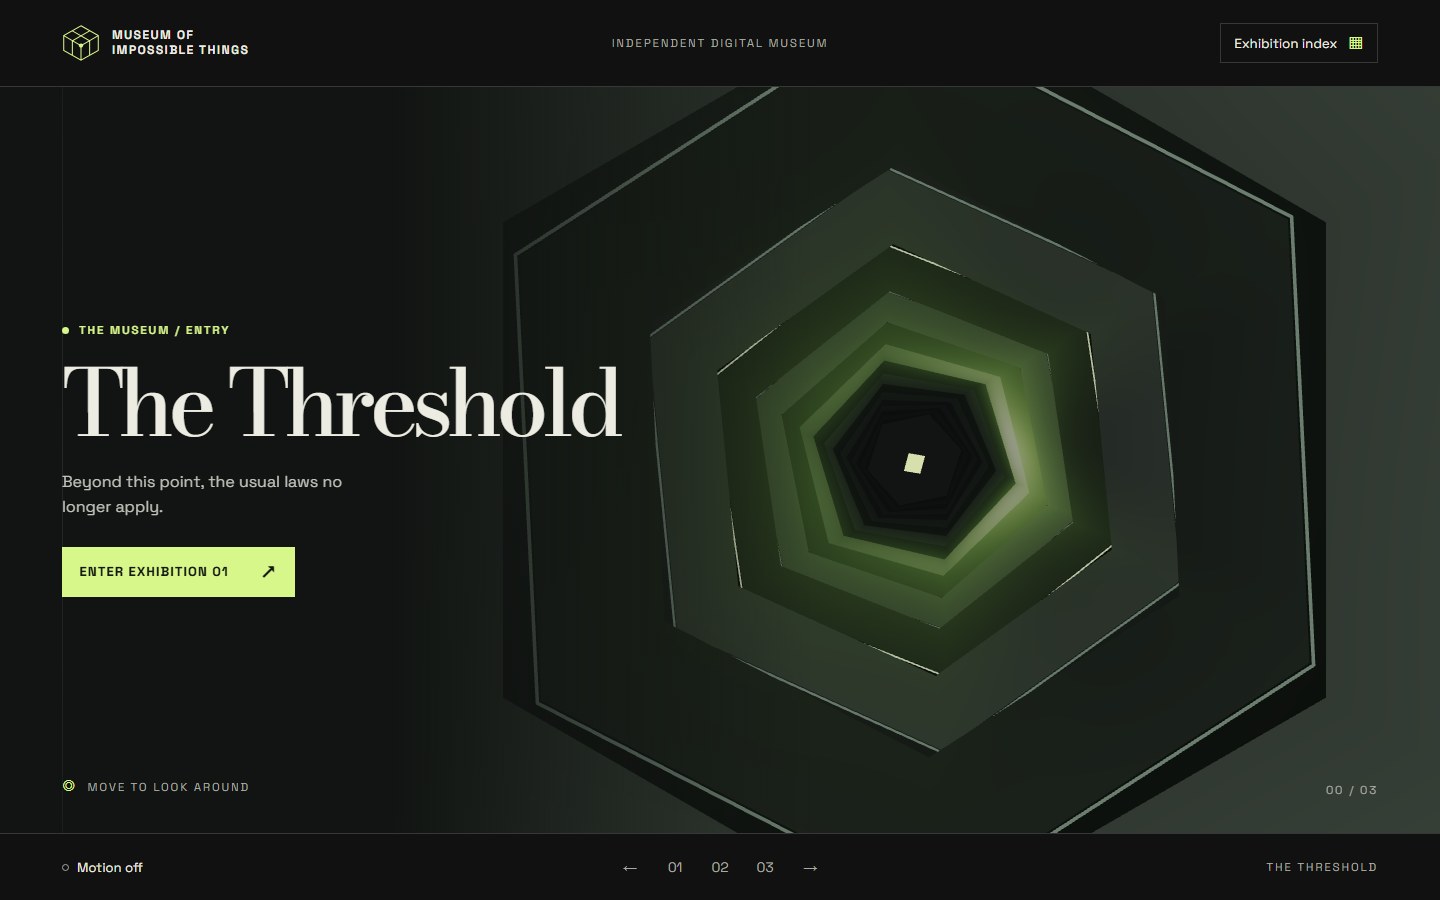 MUSEUM OF
IMPOSSIBLE THINGS
INDEPENDENT DIGITAL MUSEUM
Exhibition index
THE MUSEUM / ENTRY
The Threshold
Beyond this point, the usual laws no
longer apply.
ENTER EXHIBITION 01 ↗
MOVE TO LOOK AROUND
00 / 03
Motion off
← 01 02 03 →
THE THRESHOLD